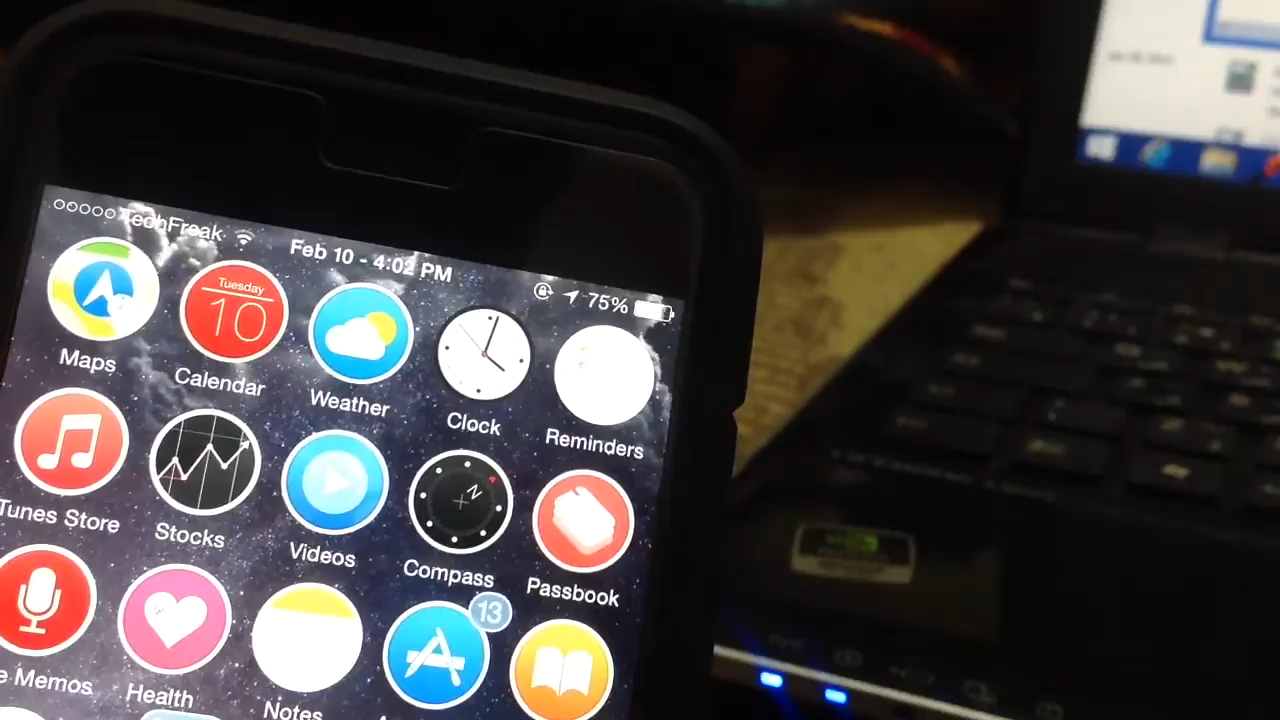 TechFreak
Feb 10 - 4:02 PM
75%
Tuesday
10
Maps
Calendar
Weather
Clock
Reminders
Tunes Store
Stocks
Videos
N
Compass
Passbook
13
e Memos
Health
Notes